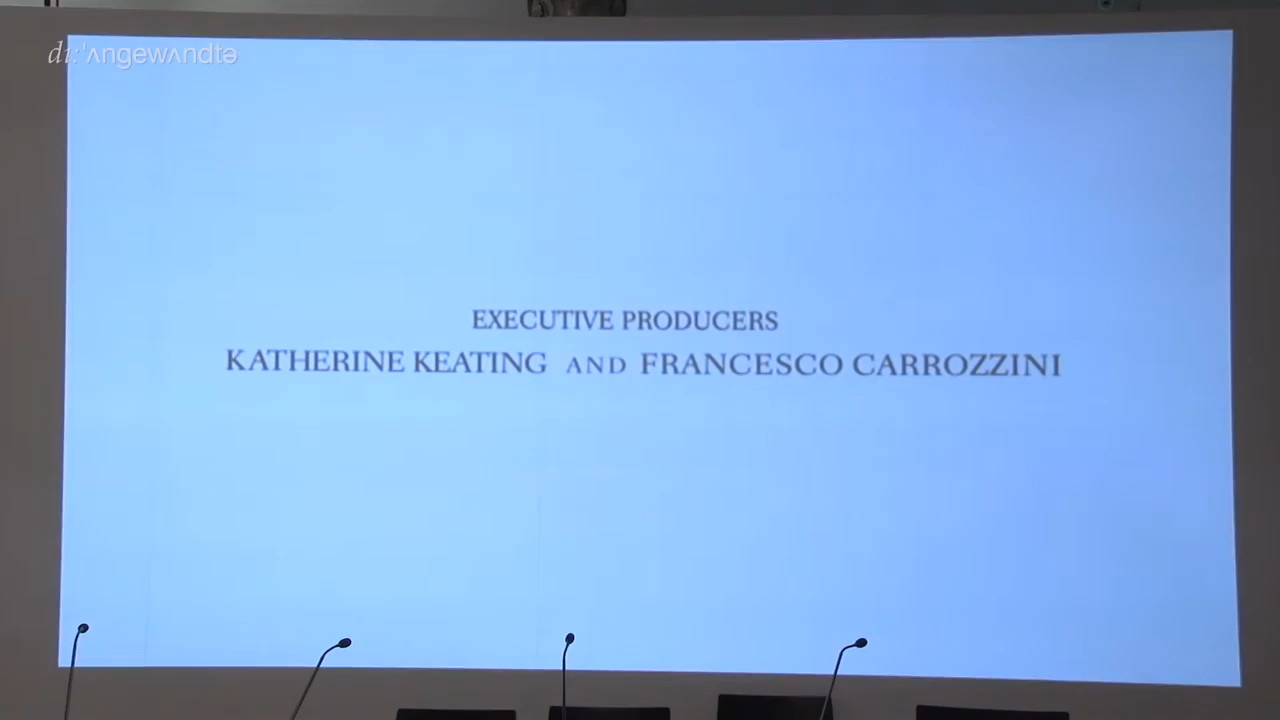 di:'ʌngewʌndtə
EXECUTIVE PRODUCERS
KATHERINE KEATING AND FRANCESCO CARROZZINI